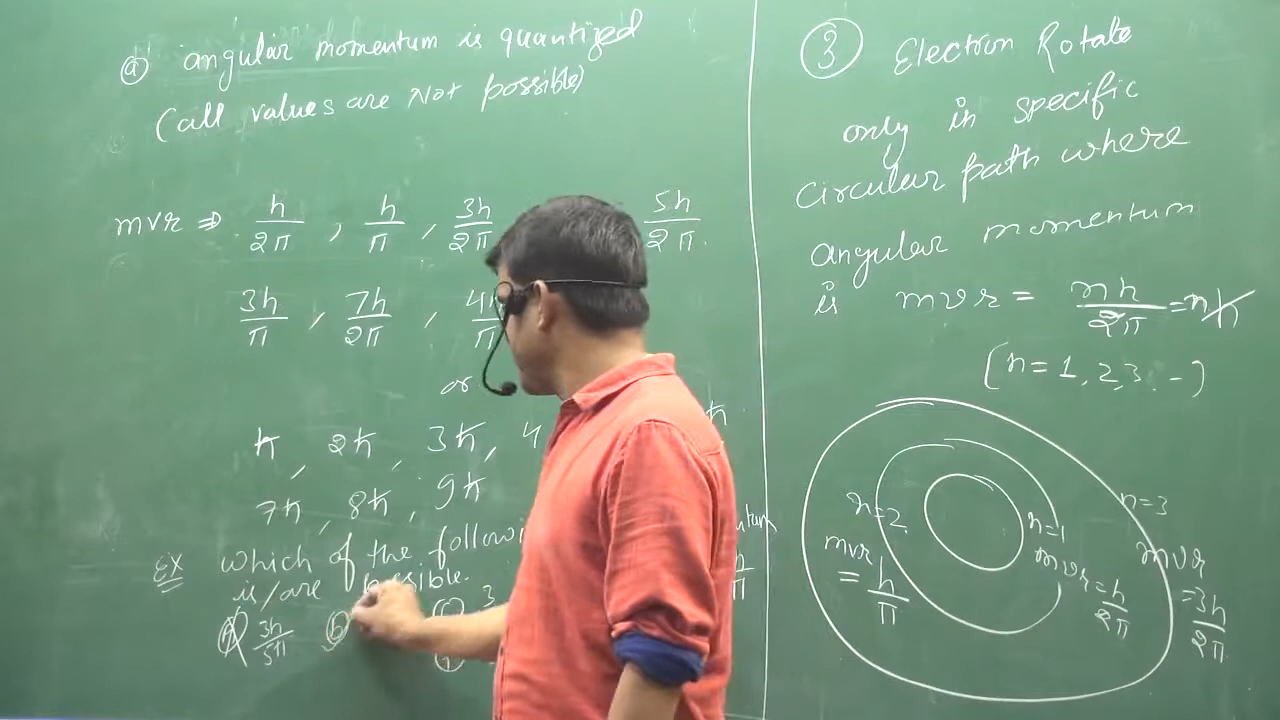 (a) angular momentum is quantized
(all values are Not possible)
mvr ⇒ h/2π , h/π , 3h/2π 5h/2π.
3h/π , 7h/2π , 4h/π
or
ħ , 2ħ , 3ħ , 4 ħ
7ħ , 8ħ , 9ħ
Ex which of the
is/are possible.
(a) 3h/5π (b) 3
(3) Electron Rotate
only in specific
circular path where
angular momentum
is mvr = nh/2π = nħ
(n = 1, 2, 3 - -)
n=3
n=2 n=1
mvr = h/π mvr = h/2π mvr = 3h/2π